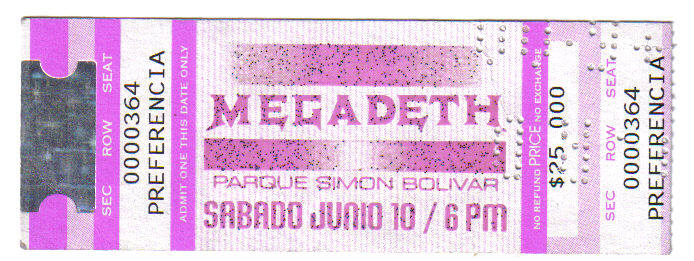 SEC ROW SEAT
0000364
PREFERENCIA
ADMIT ONE THIS DATE ONLY
MEGADETH
PARQUE SIMON BOLIVAR
SABADO JUNIO 10 / 6 PM
NO REFUND PRICE NO EXCHANGE
$25.000
SEC ROW SEAT
0000364
PREFERENCIA